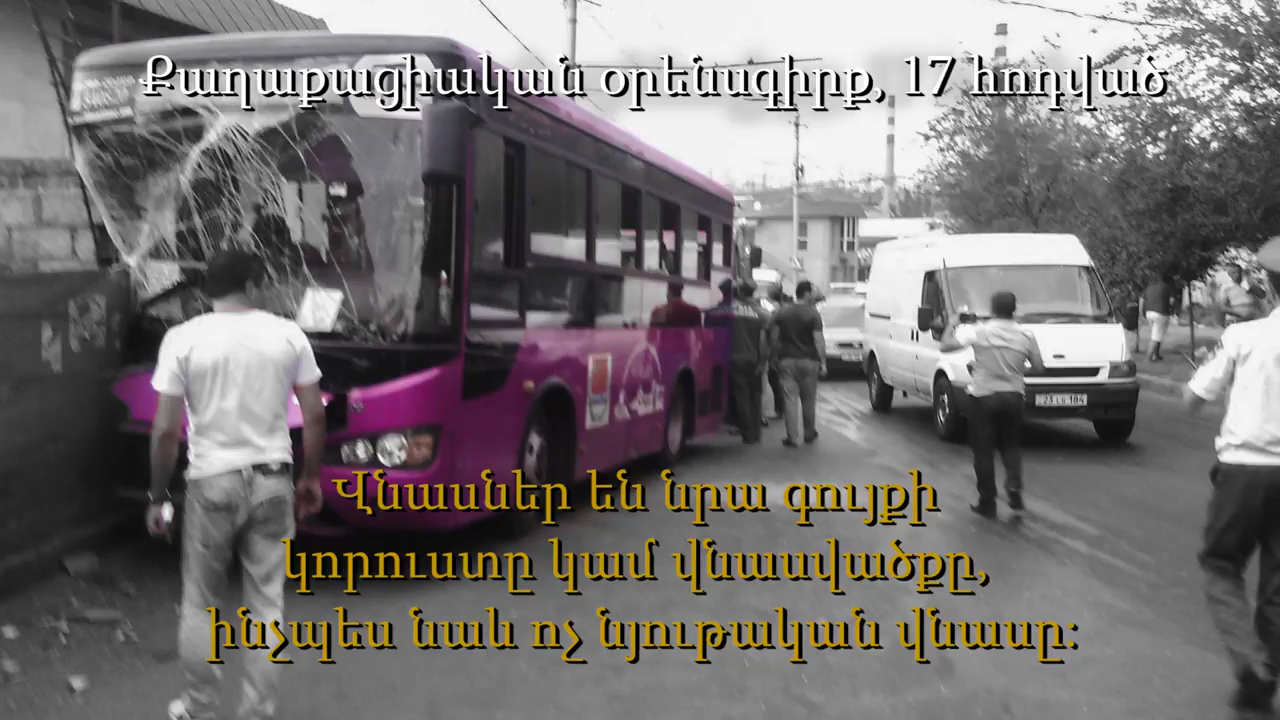 Քաղաքացիական օրենսգիրք, 17 հոդված
Վնասներ են նրա գույքի
կորուստը կամ վնասվածքը,
ինչպես նաև ոչ նյութական վնասը: